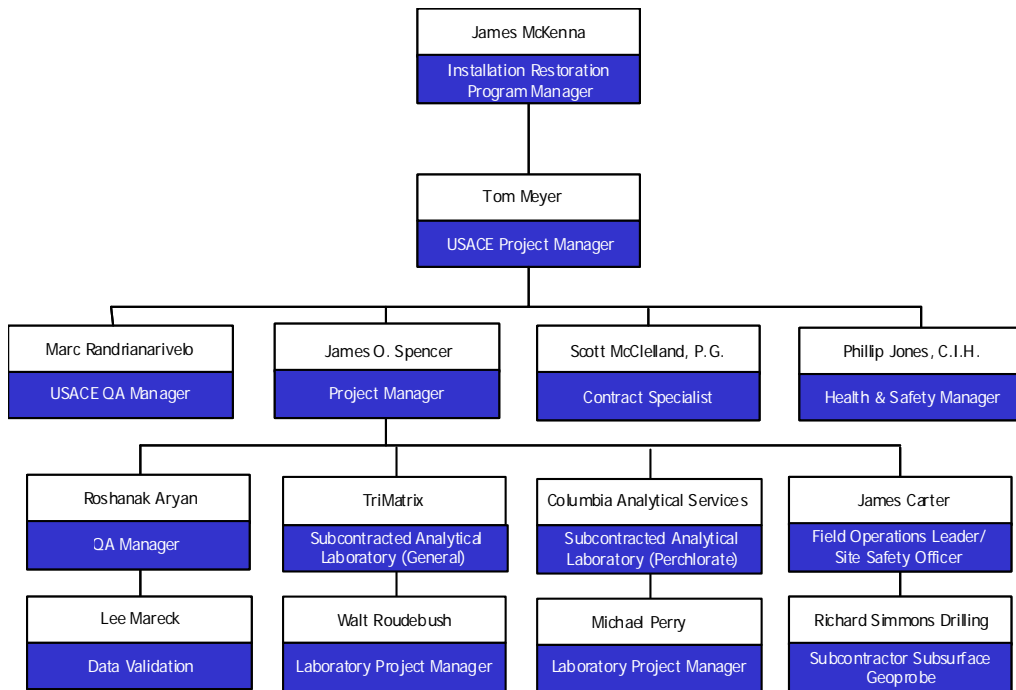 James McKenna
Installation Restoration
Program Manager
Tom Meyer
USACE Project Manager
Marc Randrianarivelo
USACE QA Manager
James O. Spencer
Project Manager
Scott McClelland, P.G.
Contract Specialist
Phillip Jones, C.I.H.
Health & Safety Manager
Roshanak Aryan
QA Manager
TriMatrix
Subcontracted Analytical
Laboratory (General)
Columbia Analytical Services
Subcontracted Analytical
Laboratory (Perchlorate)
James Carter
Field Operations Leader/
Site Safety Officer
Lee Mareck
Data Validation
Walt Roudebush
Laboratory Project Manager
Michael Perry
Laboratory Project Manager
Richard Simmons Drilling
Subcontractor Subsurface
Geoprobe